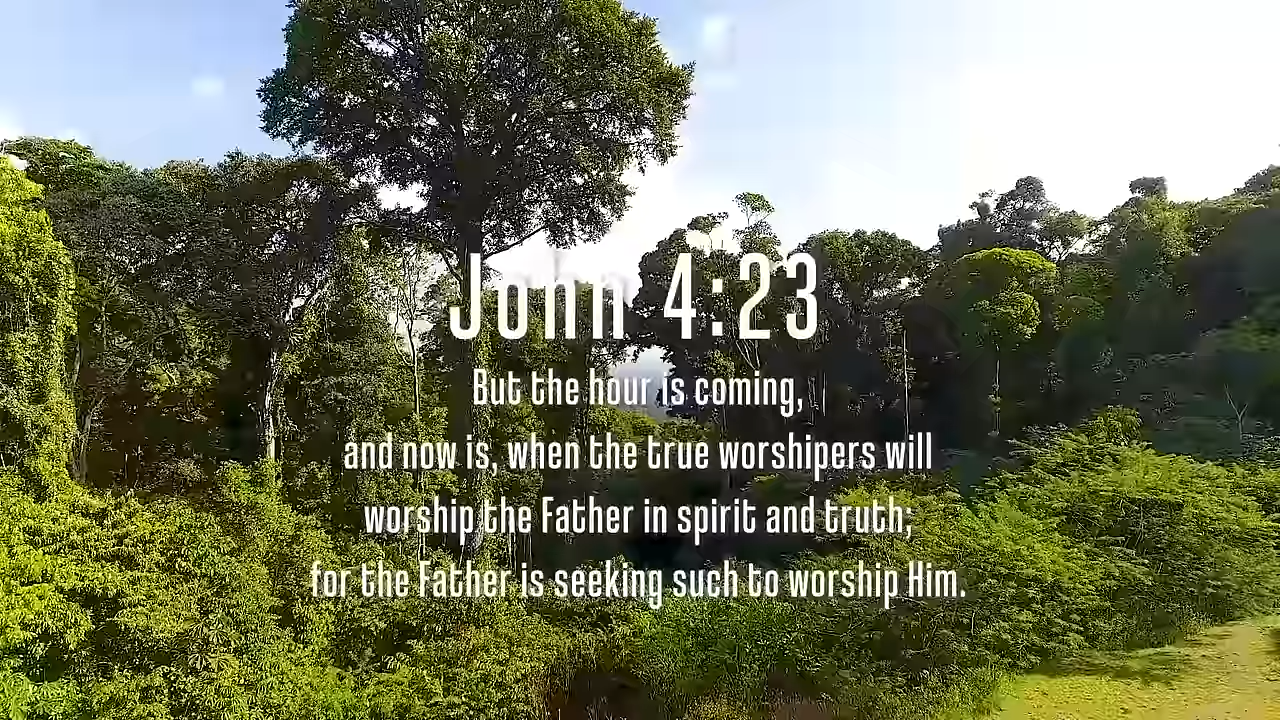 John 4:23
But the hour is coming,
and now is, when the true worshipers will
worship the Father in spirit and truth;
for the Father is seeking such to worship Him.